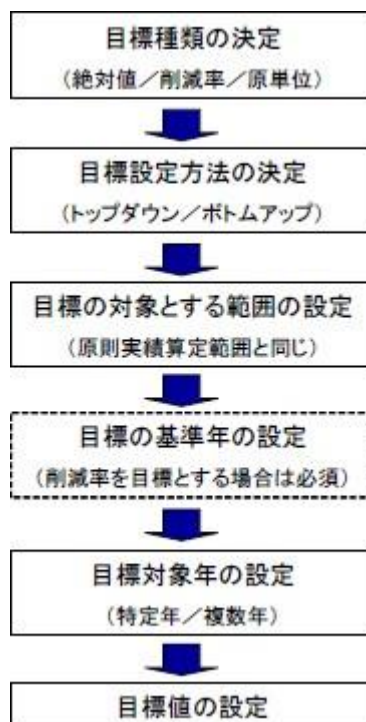 目標種類の決定
（絶対値／削減率／原単位）
目標設定方法の決定
（トップダウン／ボトムアップ）
目標の対象とする範囲の設定
（原則実績算定範囲と同じ）
目標の基準年の設定
（削減率を目標とする場合は必須）
目標対象年の設定
（特定年／複数年）
目標値の設定